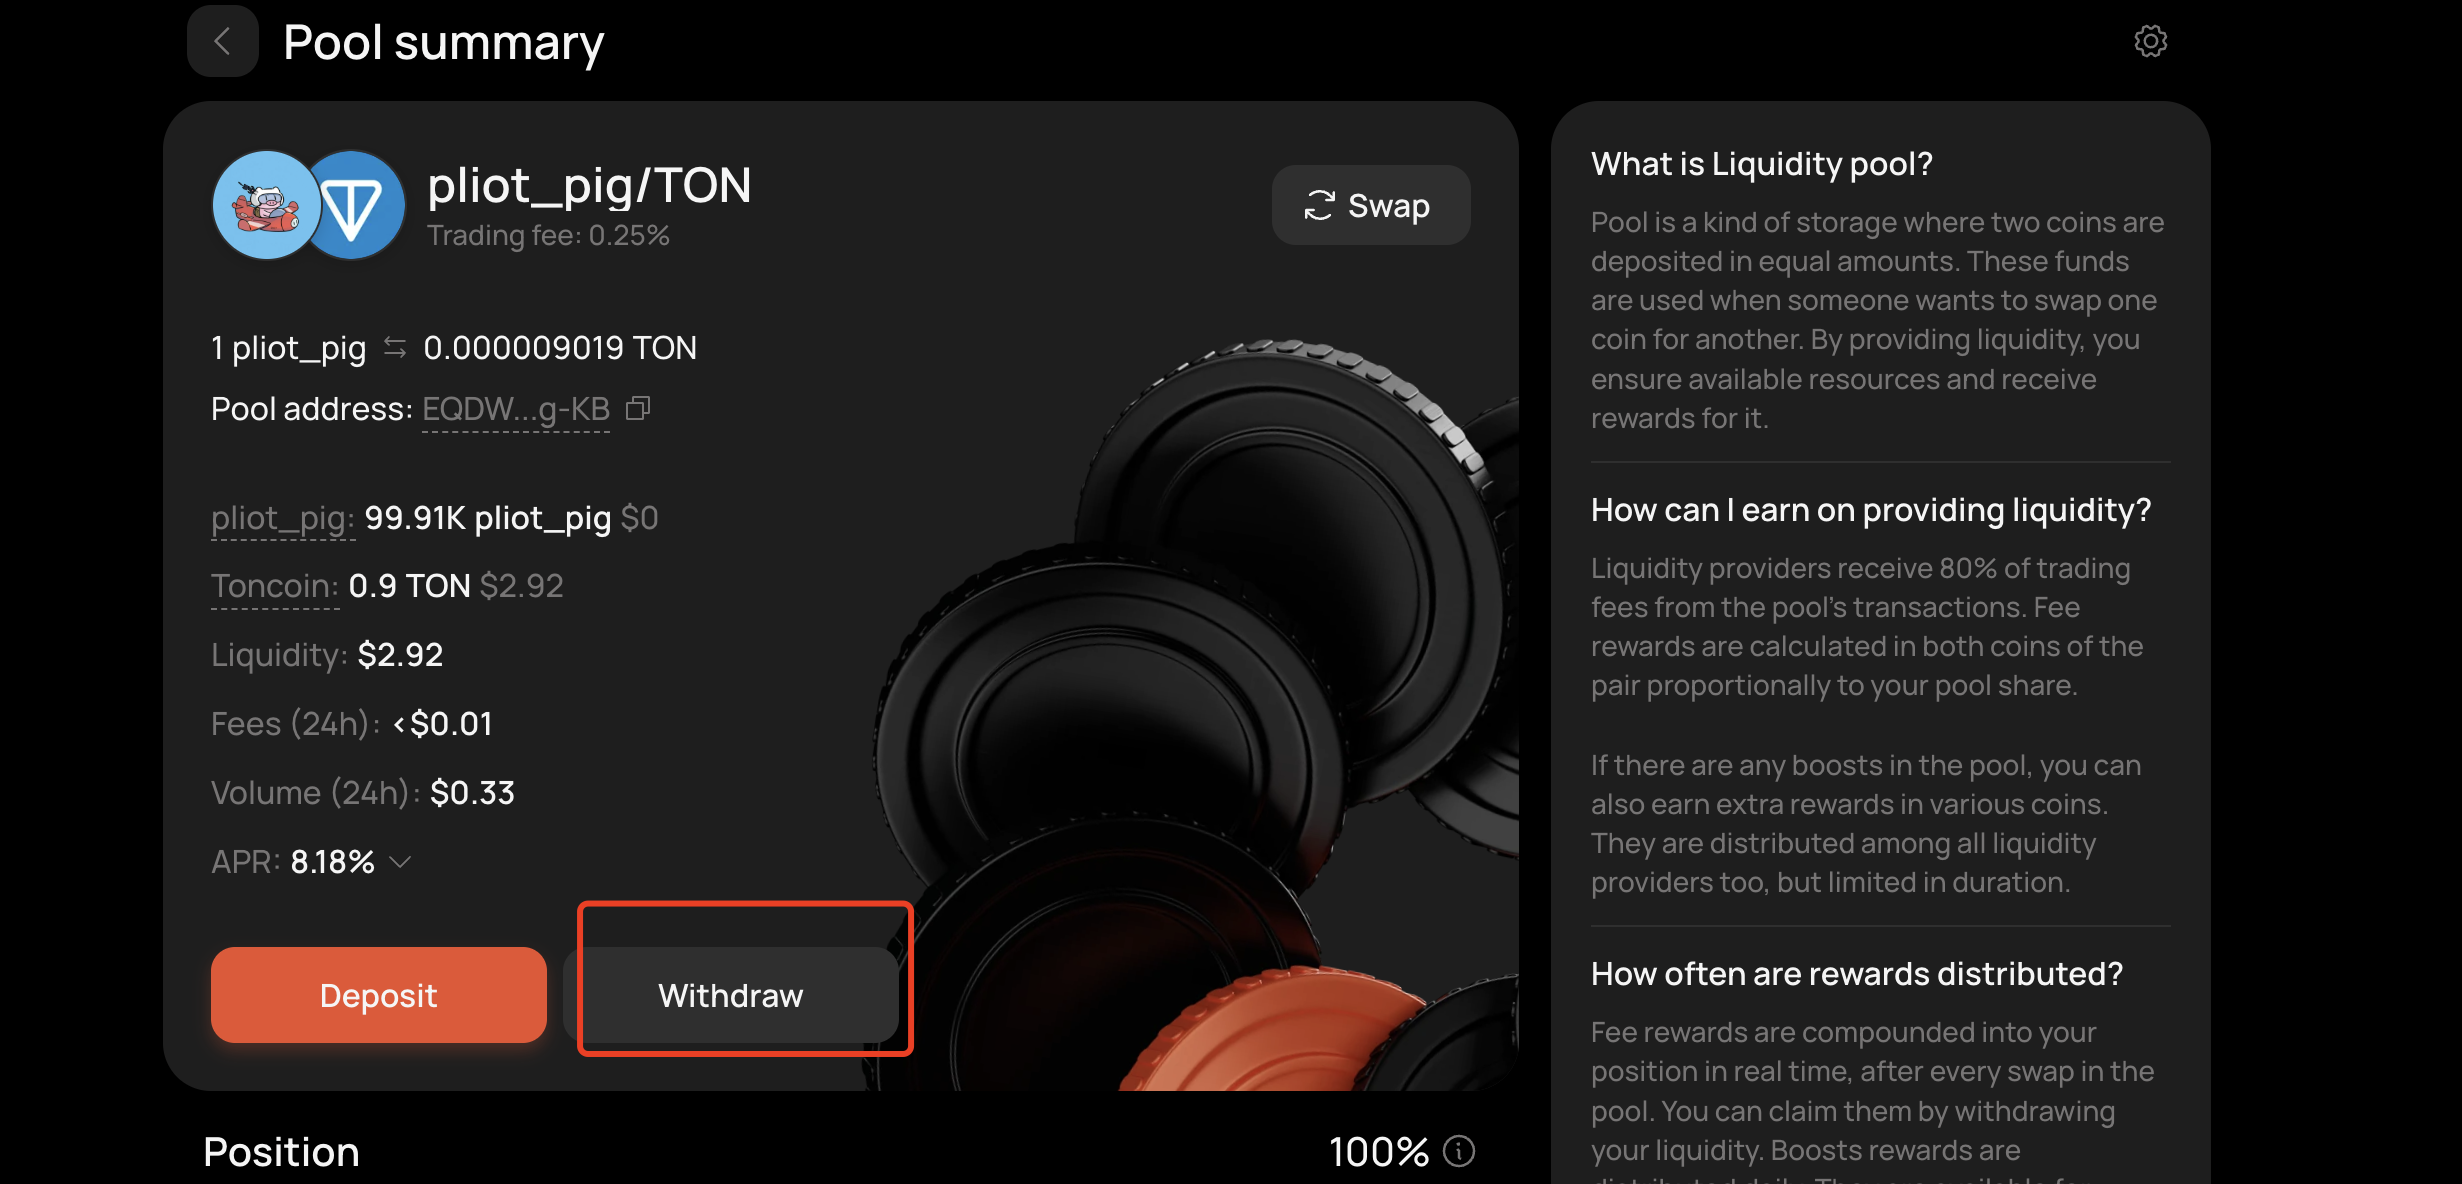 Pool summary
pliot_pig/TON
Trading fee: 0.25%
Swap
1 pliot_pig ⇆ 0.000009019 TON
Pool address: EQDW...g-KB
pliot_pig: 99.91K pliot_pig $0
Toncoin: 0.9 TON $2.92
Liquidity: $2.92
Fees (24h): <$0.01
Volume (24h): $0.33
APR: 8.18%
Deposit
Withdraw
Position
100%
What is Liquidity pool?
Pool is a kind of storage where two coins are
deposited in equal amounts. These funds
are used when someone wants to swap one
coin for another. By providing liquidity, you
ensure available resources and receive
rewards for it.
How can I earn on providing liquidity?
Liquidity providers receive 80% of trading
fees from the pool's transactions. Fee
rewards are calculated in both coins of the
pair proportionally to your pool share.
If there are any boosts in the pool, you can
also earn extra rewards in various coins.
They are distributed among all liquidity
providers too, but limited in duration.
How often are rewards distributed?
Fee rewards are compounded into your
position in real time, after every swap in the
pool. You can claim them by withdrawing
your liquidity. Boosts rewards are